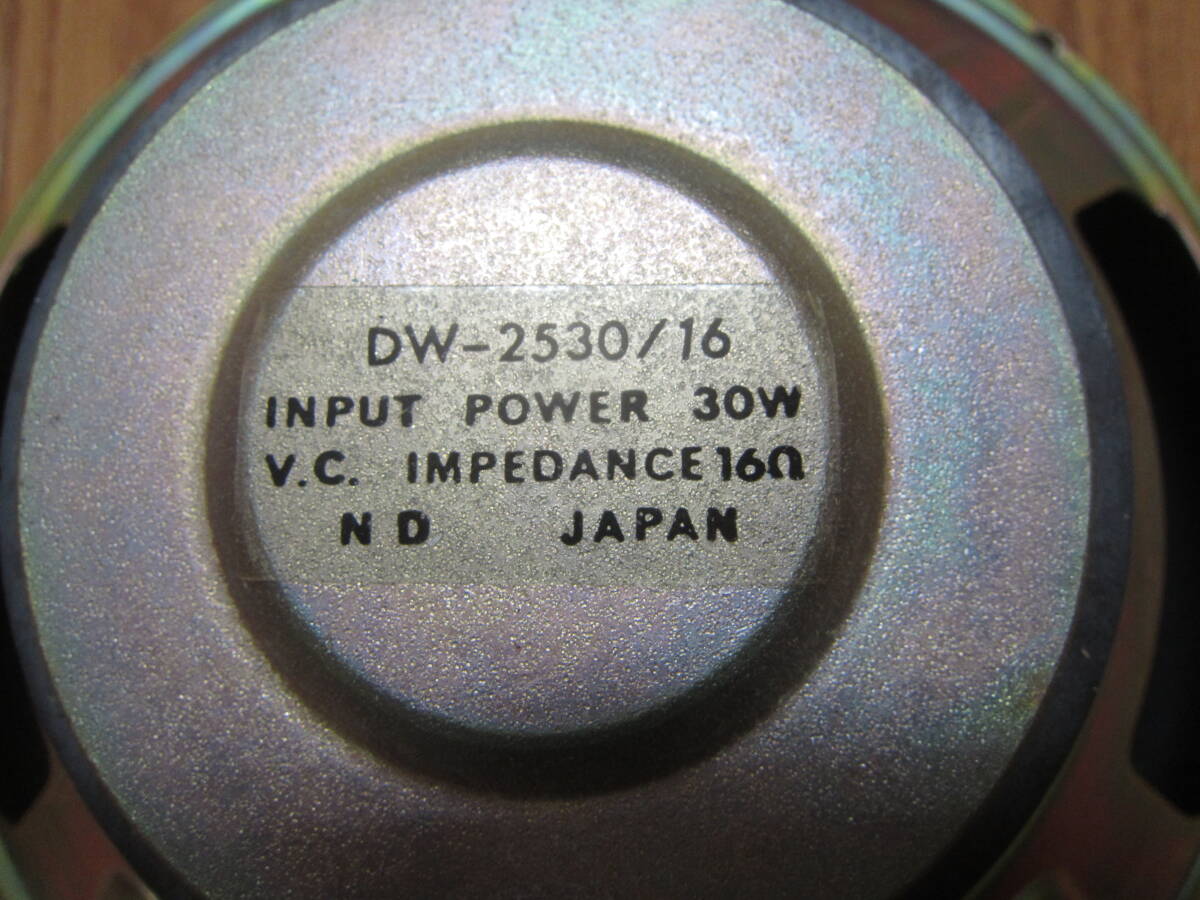 DW-2530/16
INPUT POWER 30W
V.C. IMPEDANCE 16Ω
N D JAPAN